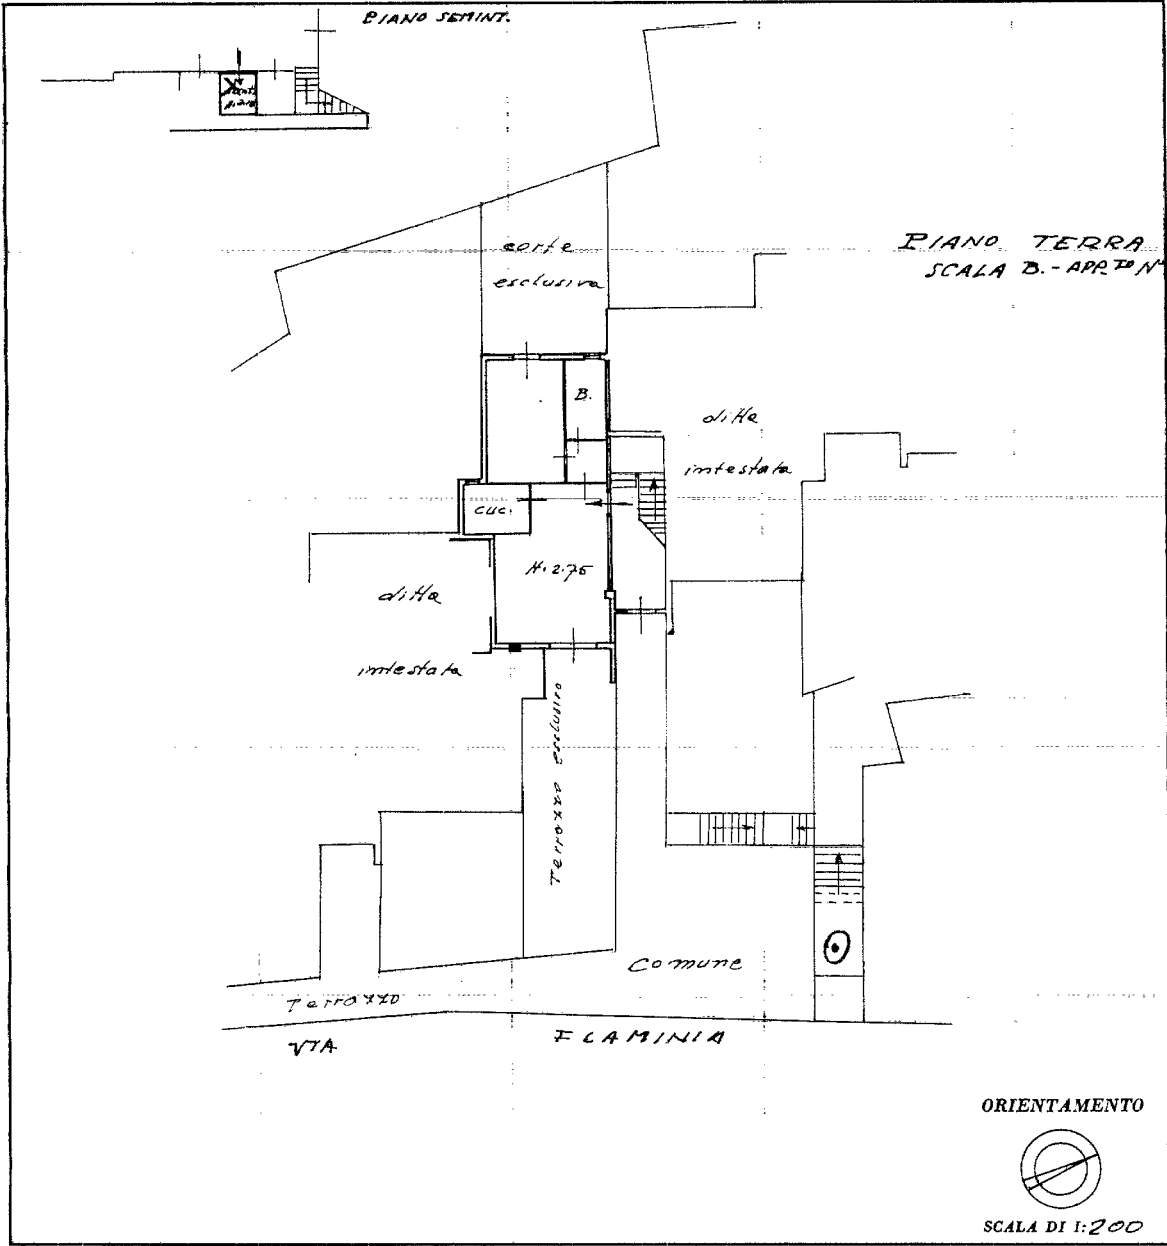 PIANO SEMINT.
PIANO TERRA
SCALA B. - APP.TO N°
corte
esclusiva
B.
ditta
intestata
cuc.
H. 2.75
ditta
intestata
Terrazzo esclusivo
Comune
Terrazzo
VIA FLAMINIA
ORIENTAMENTO
SCALA DI 1:200